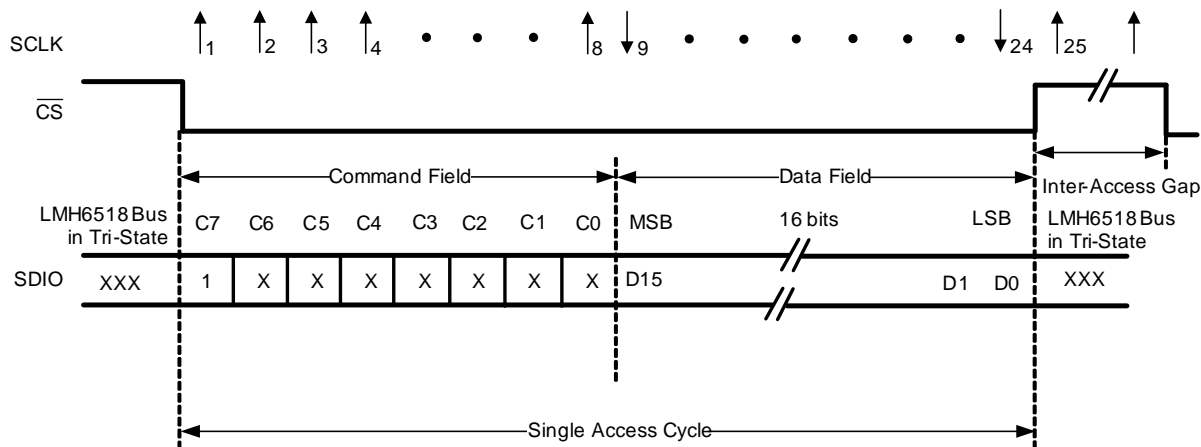 SCLK 1 2 3 4 8 9 24 25
CS
Command Field Data Field Inter-Access Gap
LMH6518 Bus in Tri-State C7 C6 C5 C4 C3 C2 C1 C0 MSB 16 bits LSB LMH6518 Bus in Tri-State
SDIO XXX 1 X X X X X X X D15 D1 D0 XXX
Single Access Cycle